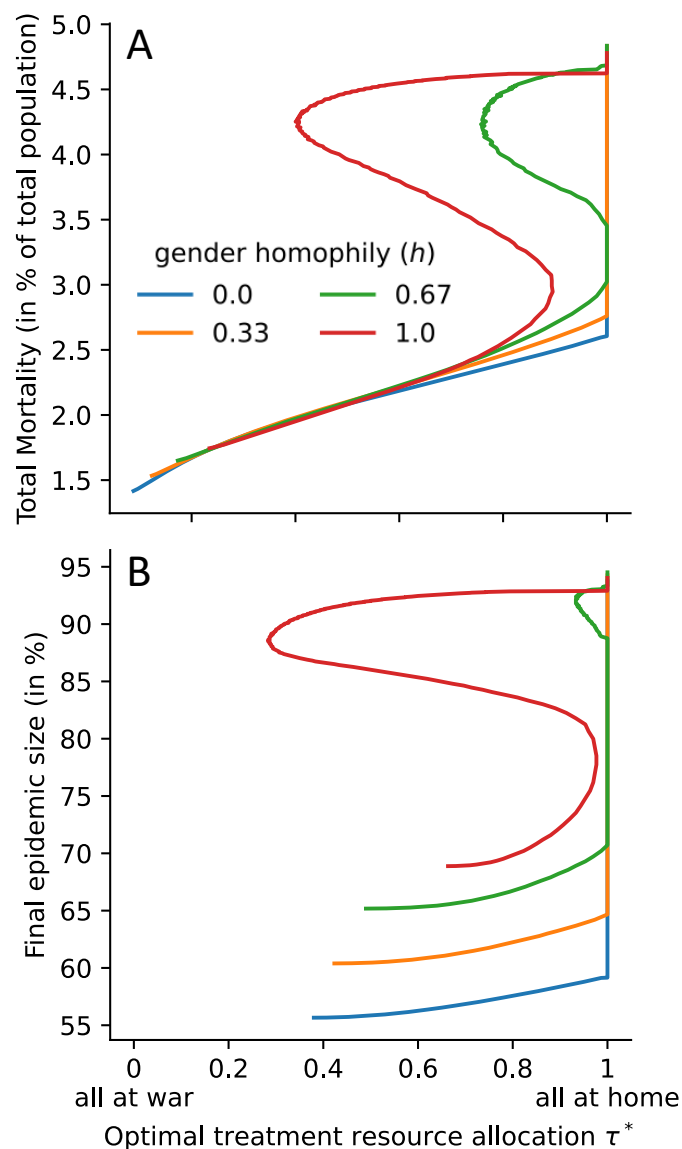 A
5.0
4.5
4.0
3.5
3.0
2.5
2.0
1.5
Total Mortality (in % of total population)
gender homophily (h)
0.0
0.67
0.33
1.0
B
95
90
85
80
75
70
65
60
55
Final epidemic size (in %)
0 0.2 0.4 0.6 0.8 1
all at war all at home
Optimal treatment resource allocation τ*